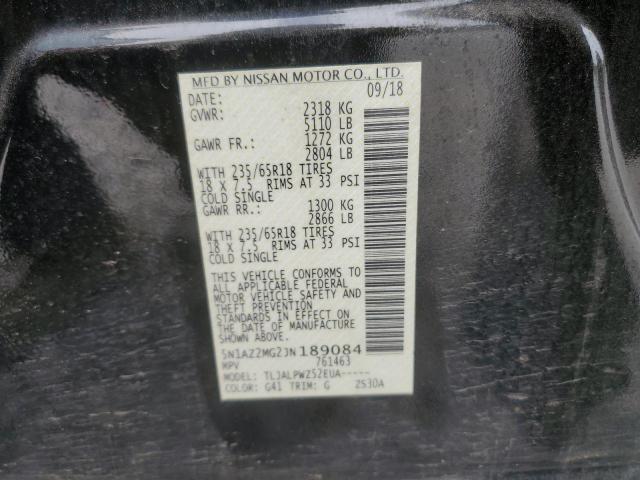 MFD BY NISSAN MOTOR CO., LTD.
DATE: 09/18
GVWR: 2318 KG
5110 LB
GAWR FR.: 1272 KG
2804 LB
WITH 235/65R18 TIRES
18 X 7.5 RIMS AT 33 PSI
COLD SINGLE
GAWR RR.: 1300 KG
2866 LB
WITH 235/65R18 TIRES
18 X 7.5 RIMS AT 33 PSI
COLD SINGLE
THIS VEHICLE CONFORMS TO
ALL APPLICABLE FEDERAL
MOTOR VEHICLE SAFETY AND
THEFT PREVENTION
STANDARDS IN EFFECT ON
THE DATE OF MANUFACTURE
SHOWN ABOVE.
5N1AZ2MG2JN189084
MPV 761463
MODEL: TLJALPWZ52EUA-----
COLOR: G41 TRIM: G ZS30A